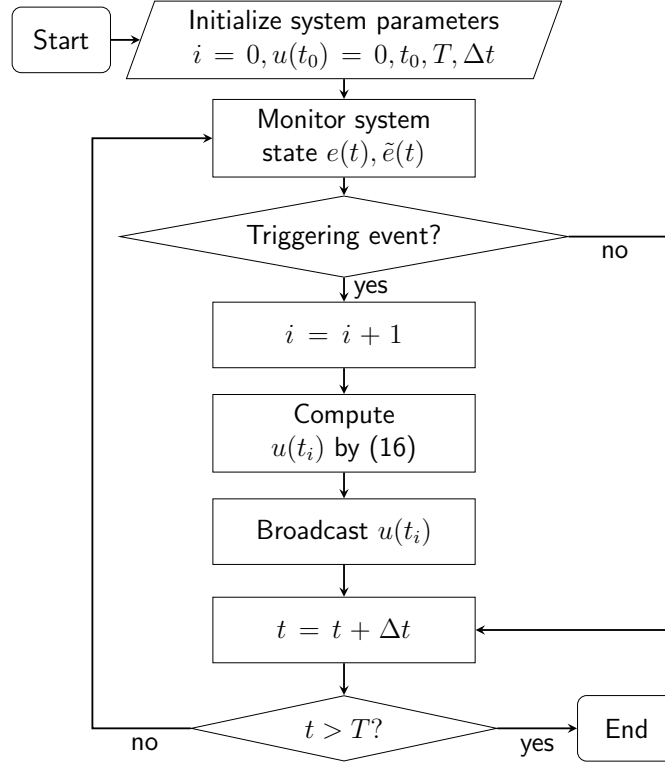 Start
Initialize system parameters
i = 0, u(t₀) = 0, t₀, T, Δt
Monitor system
state e(t), ẽ(t)
Triggering event?
no
yes
i = i + 1
Compute
u(tᵢ) by (16)
Broadcast u(tᵢ)
t = t + Δt
t > T?
no
yes
End